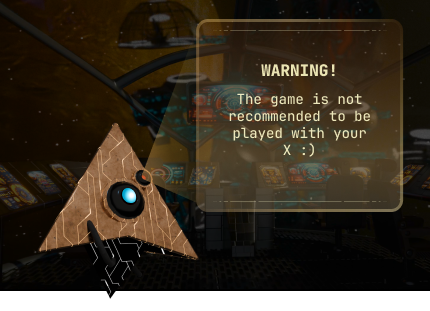 WARNING!
The game is not
recommended to be
played with your
X :)